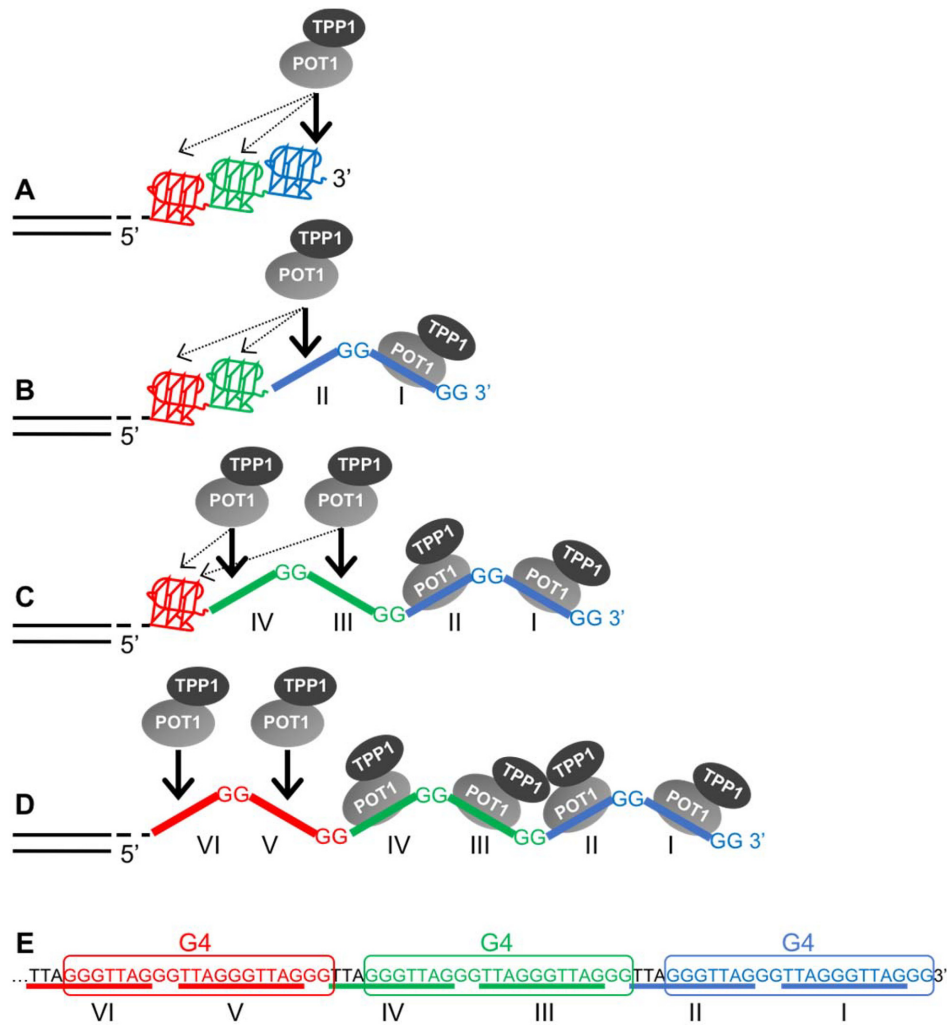 TPP1
POT1
A
3’
5’
TPP1
POT1
TPP1
GG
POT1
B
GG 3’
II
I
5’
TPP1
TPP1
POT1
POT1
TPP1
TPP1
GG
POT1
GG
POT1
C
GG
GG 3’
IV
III
II
I
5’
TPP1
TPP1
POT1
POT1
TPP1
TPP1
TPP1
TPP1
GG
POT1
GG
POT1
POT1
GG
POT1
D
GG
GG
GG 3’
VI
V
IV
III
II
I
5’
E
G4
G4
G4
...TTAGGGTTAGGGTTAGGGTTAGGGTTAGGGTTAGGGTTAGGGTTAGGGTTAGGGTTAGGGTTAGGGTTAGGG3’
VI
V
IV
III
II
I